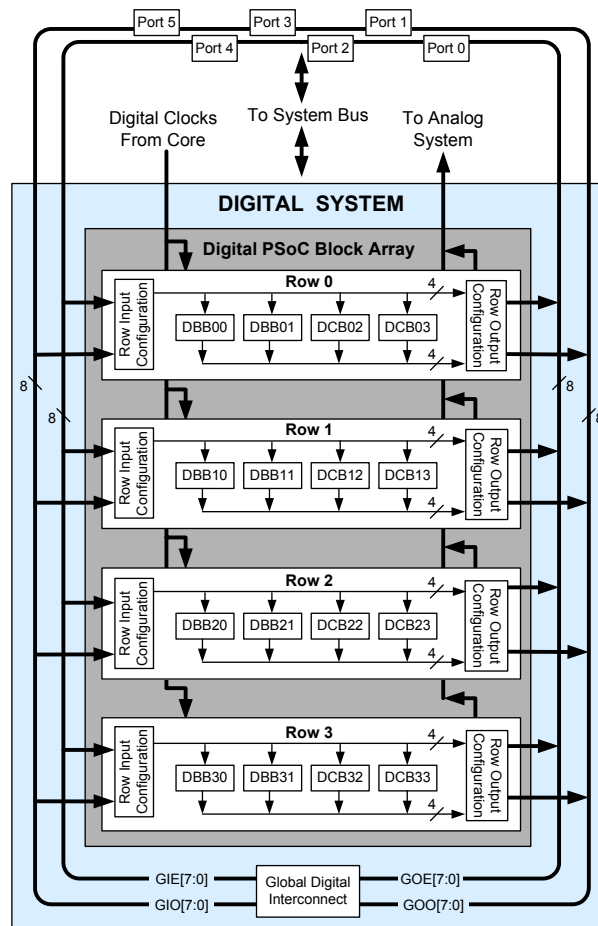 Port 5
Port 3
Port 1
Port 4
Port 2
Port 0
Digital Clocks
From Core
To System Bus
To Analog
System
DIGITAL SYSTEM
Digital PSoC Block Array
Row 0
4
Row Input
Configuration
DBB00
DBB01
DCB02
DCB03
4
Row Output
Configuration
8
8
8
8
Row 1
4
Row Input
Configuration
DBB10
DBB11
DCB12
DCB13
4
Row Output
Configuration
Row 2
4
Row Input
Configuration
DBB20
DBB21
DCB22
DCB23
4
Row Output
Configuration
Row 3
4
Row Input
Configuration
DBB30
DBB31
DCB32
DCB33
4
Row Output
Configuration
GIE[7:0]
GIO[7:0]
Global Digital
Interconnect
GOE[7:0]
GOO[7:0]